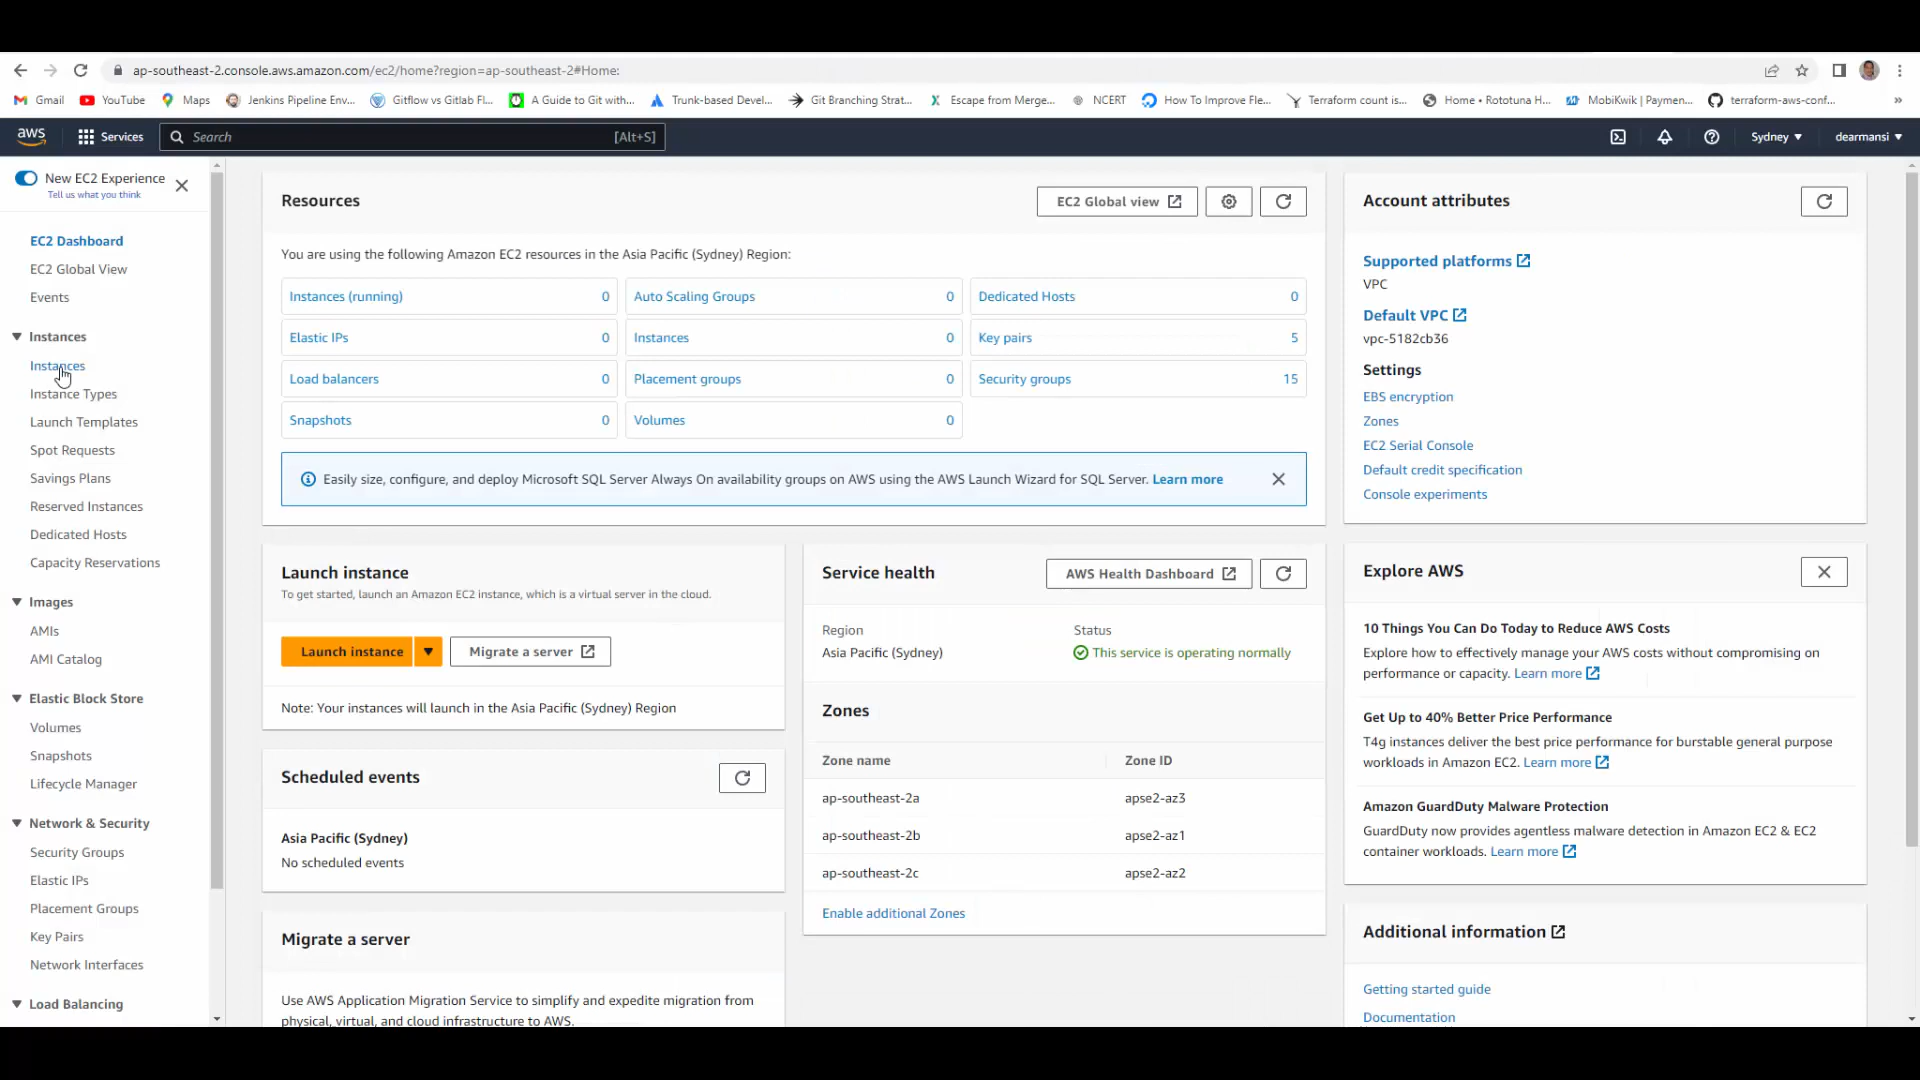 ap-southeast-2.console.aws.amazon.com/ec2/home?region=ap-southeast-2#Home:
Gmail YouTube Maps Jenkins Pipeline Env... Gitflow vs Gitlab Fl... A Guide to Git with... Trunk-based Devel... Git Branching Strat... Escape from Merge... NCERT How To Improve Fle... Terraform count is... Home • Rototuna H... MobiKwik | Paymen... terraform-aws-conf... »
aws Services Search [Alt+S] Sydney dearmansi
New EC2 Experience
Tell us what you think
EC2 Dashboard
EC2 Global View
Events
Instances
Instances
Instance Types
Launch Templates
Spot Requests
Savings Plans
Reserved Instances
Dedicated Hosts
Capacity Reservations
Images
AMIs
AMI Catalog
Elastic Block Store
Volumes
Snapshots
Lifecycle Manager
Network & Security
Security Groups
Elastic IPs
Placement Groups
Key Pairs
Network Interfaces
Load Balancing
Resources
EC2 Global view
You are using the following Amazon EC2 resources in the Asia Pacific (Sydney) Region:
Instances (running) 0 Auto Scaling Groups 0 Dedicated Hosts 0
Elastic IPs 0 Instances 0 Key pairs 5
Load balancers 0 Placement groups 0 Security groups 15
Snapshots 0 Volumes 0
Easily size, configure, and deploy Microsoft SQL Server Always On availability groups on AWS using the AWS Launch Wizard for SQL Server. Learn more
Launch instance
To get started, launch an Amazon EC2 instance, which is a virtual server in the cloud.
Launch instance Migrate a server
Note: Your instances will launch in the Asia Pacific (Sydney) Region
Scheduled events
Asia Pacific (Sydney)
No scheduled events
Migrate a server
Use AWS Application Migration Service to simplify and expedite migration from
physical, virtual, and cloud infrastructure to AWS.
Service health
AWS Health Dashboard
Region Status
Asia Pacific (Sydney) This service is operating normally
Zones
Zone name Zone ID
ap-southeast-2a apse2-az3
ap-southeast-2b apse2-az1
ap-southeast-2c apse2-az2
Enable additional Zones
Account attributes
Supported platforms
VPC
Default VPC
vpc-5182cb36
Settings
EBS encryption
Zones
EC2 Serial Console
Default credit specification
Console experiments
Explore AWS
10 Things You Can Do Today to Reduce AWS Costs
Explore how to effectively manage your AWS costs without compromising on
performance or capacity. Learn more
Get Up to 40% Better Price Performance
T4g instances deliver the best price performance for burstable general purpose
workloads in Amazon EC2. Learn more
Amazon GuardDuty Malware Protection
GuardDuty now provides agentless malware detection in Amazon EC2 & EC2
container workloads. Learn more
Additional information
Getting started guide
Documentation